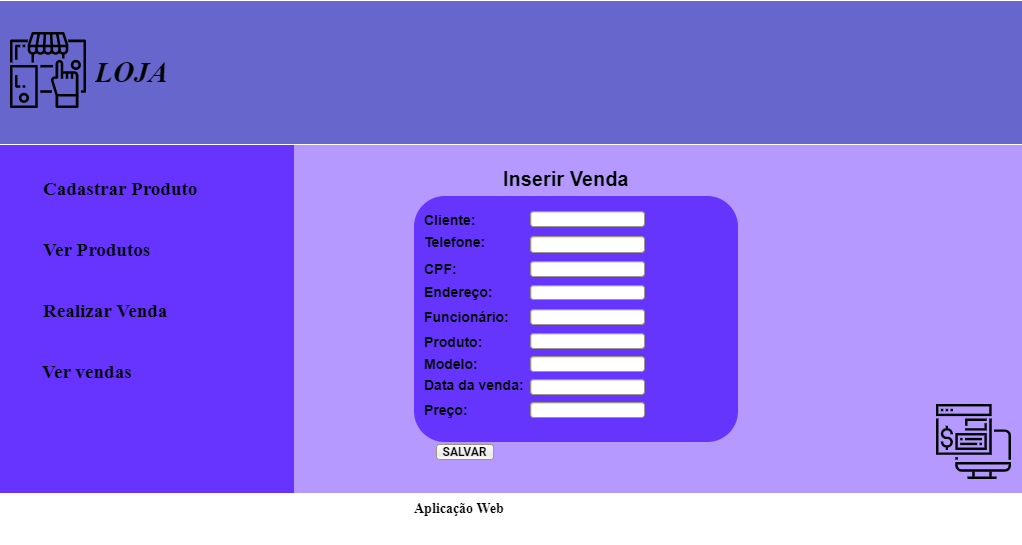 LOJA
Cadastrar Produto
Ver Produtos
Realizar Venda
Ver vendas
Inserir Venda
Cliente:
Telefone:
CPF:
Endereço:
Funcionário:
Produto:
Modelo:
Data da venda:
Preço:
SALVAR
$
Aplicação Web